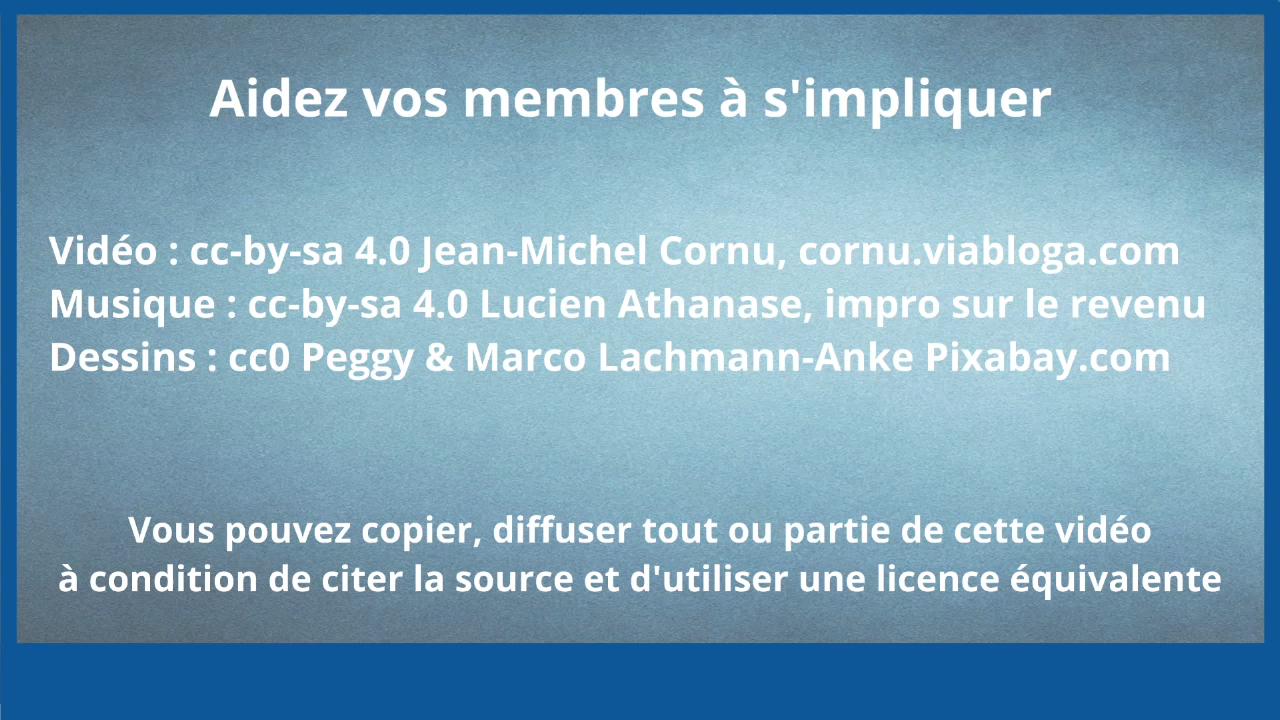 Aidez vos membres à s'impliquer
Vidéo : cc-by-sa 4.0 Jean-Michel Cornu, cornu.viabloga.com
Musique : cc-by-sa 4.0 Lucien Athanase, impro sur le revenu
Dessins : cc0 Peggy & Marco Lachmann-Anke Pixabay.com
Vous pouvez copier, diffuser tout ou partie de cette vidéo
à condition de citer la source et d'utiliser une licence équivalente